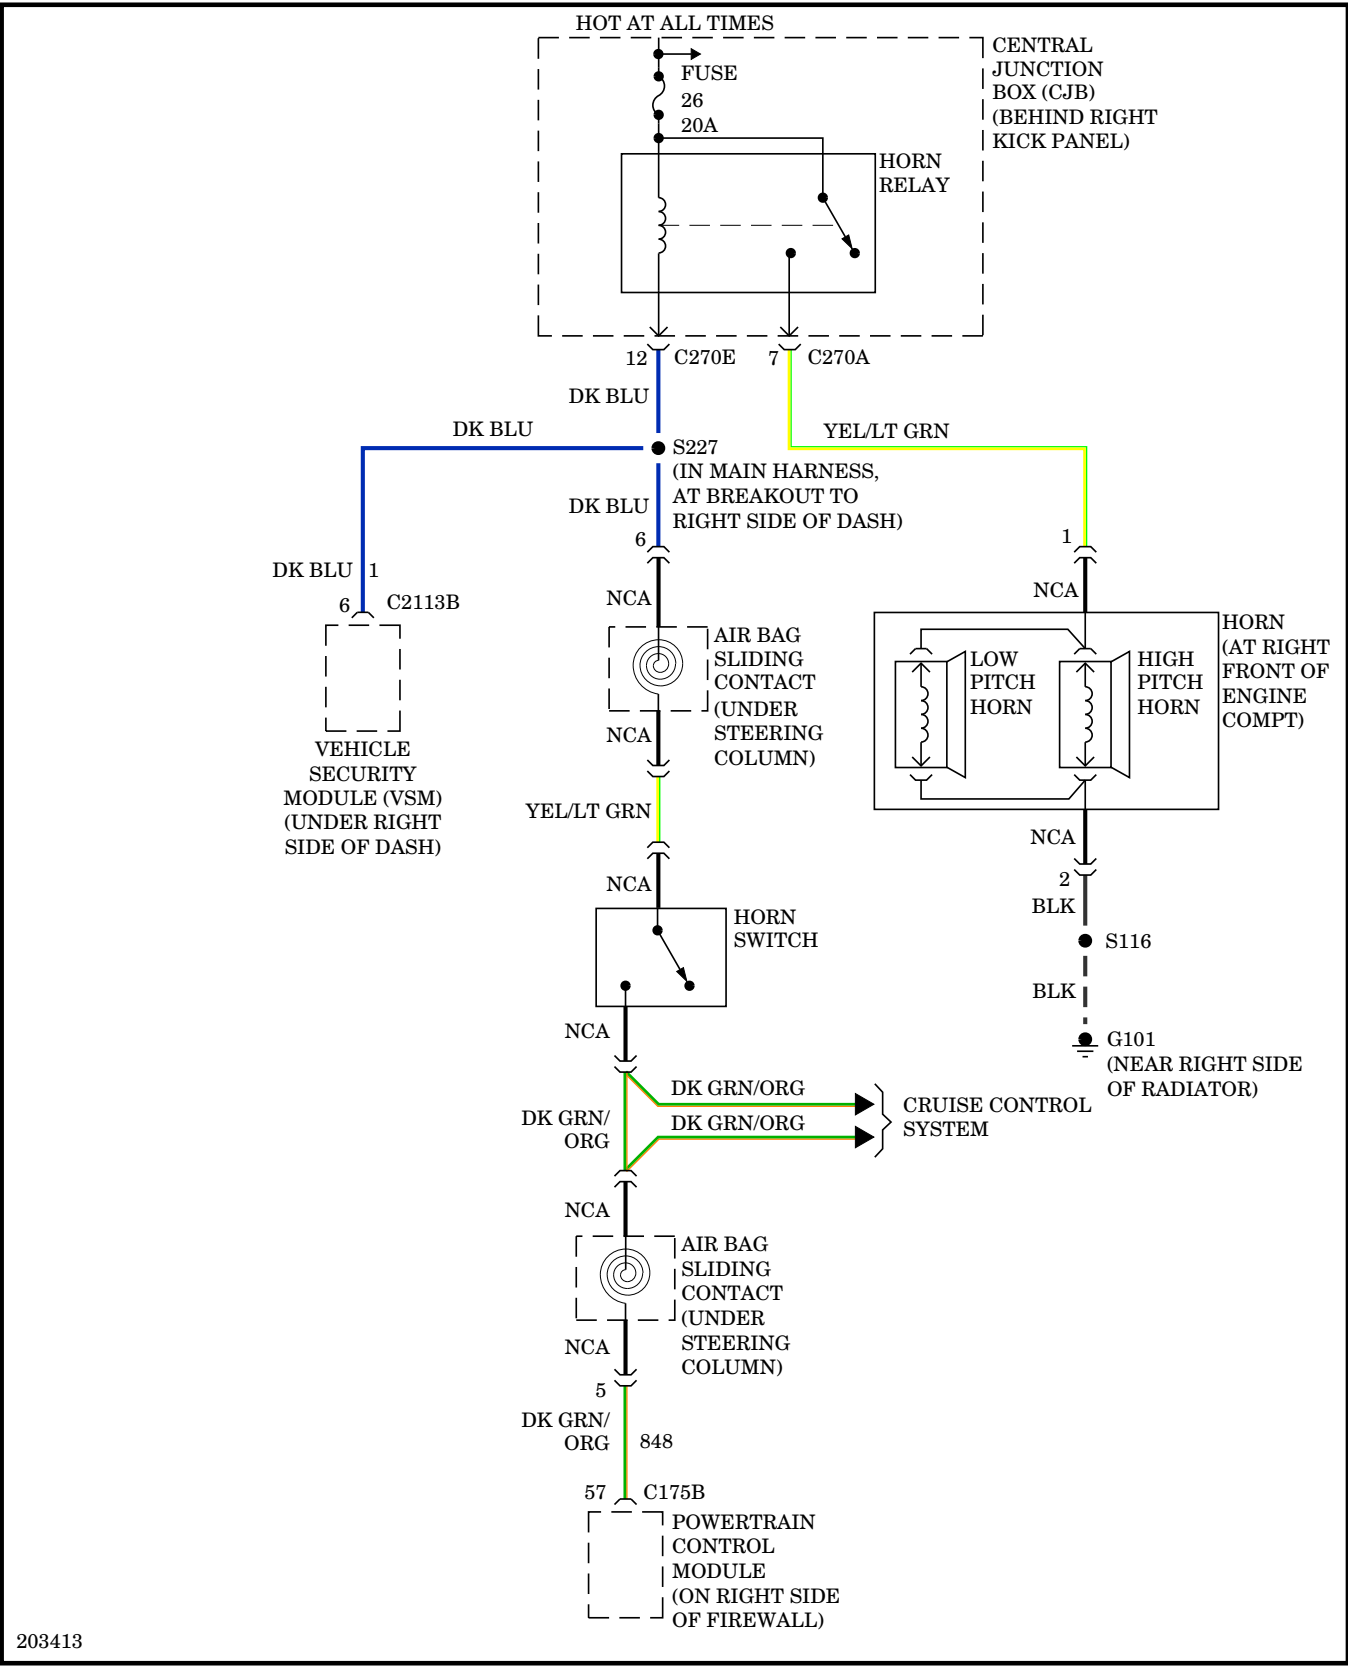 HOT AT ALL TIMES
CENTRAL
JUNCTION
BOX (CJB)
(BEHIND RIGHT
KICK PANEL)
FUSE
26
20A
HORN
RELAY
12
C270E
7
C270A
DK BLU
DK BLU
S227
(IN MAIN HARNESS,
AT BREAKOUT TO
RIGHT SIDE OF DASH)
YEL/LT GRN
DK BLU
6
1
DK BLU
1
6
C2113B
VEHICLE
SECURITY
MODULE (VSM)
(UNDER RIGHT
SIDE OF DASH)
NCA
AIR BAG
SLIDING
CONTACT
(UNDER
STEERING
COLUMN)
NCA
YEL/LT GRN
NCA
NCA
HORN
(AT RIGHT
FRONT OF
ENGINE
COMPT)
LOW
PITCH
HORN
HIGH
PITCH
HORN
NCA
2
BLK
S116
BLK
G101
(NEAR RIGHT SIDE
OF RADIATOR)
HORN
SWITCH
NCA
DK GRN/ORG
DK GRN/
ORG
DK GRN/ORG
CRUISE CONTROL
SYSTEM
NCA
AIR BAG
SLIDING
CONTACT
(UNDER
STEERING
COLUMN)
NCA
5
DK GRN/
ORG
848
57
C175B
POWERTRAIN
CONTROL
MODULE
(ON RIGHT SIDE
OF FIREWALL)
203413